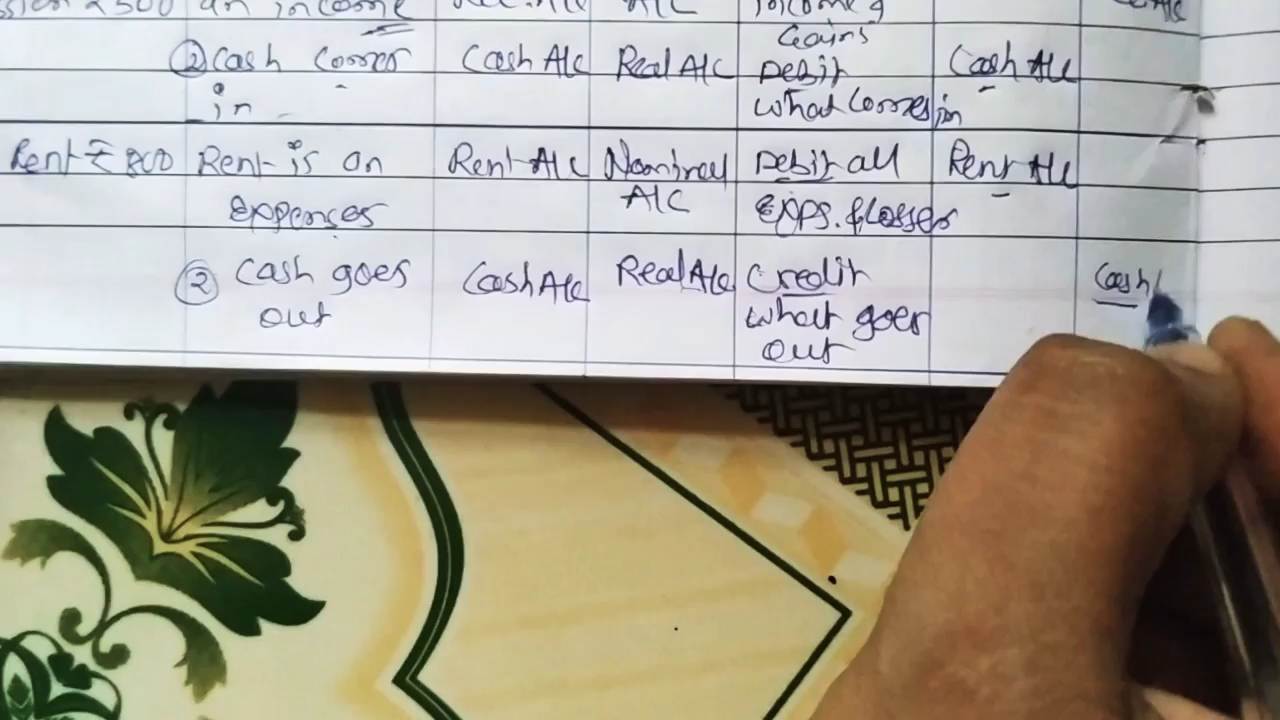 ₹500 an income
② Cash comes Cash A/c Real A/C Gains Debit Cash A/c
in what comes in
Rent ₹ 800 Rent is an Rent A/c Nominal Debit all Rent A/c
expenses A/C Exps. & Losses
② Cash goes Cash A/c Real A/c Credit Cash
out what goes
out